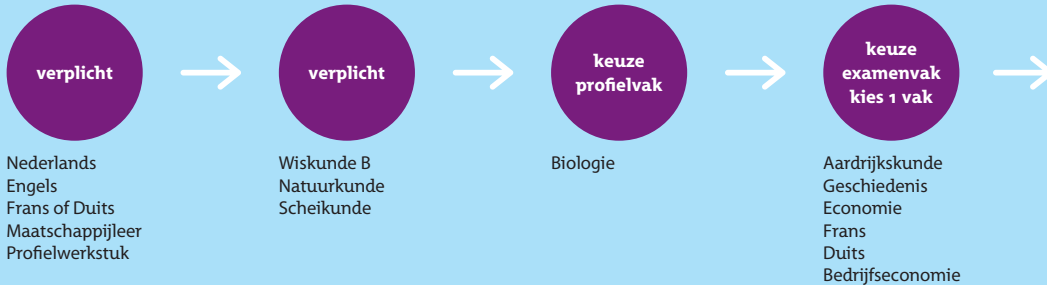 verplicht
Nederlands
Engels
Frans of Duits
Maatschappijleer
Profielwerkstuk
verplicht
Wiskunde B
Natuurkunde
Scheikunde
keuze
profielvak
Biologie
keuze
examenvak
kies 1 vak
Aardrijkskunde
Geschiedenis
Economie
Frans
Duits
Bedrijfseconomie